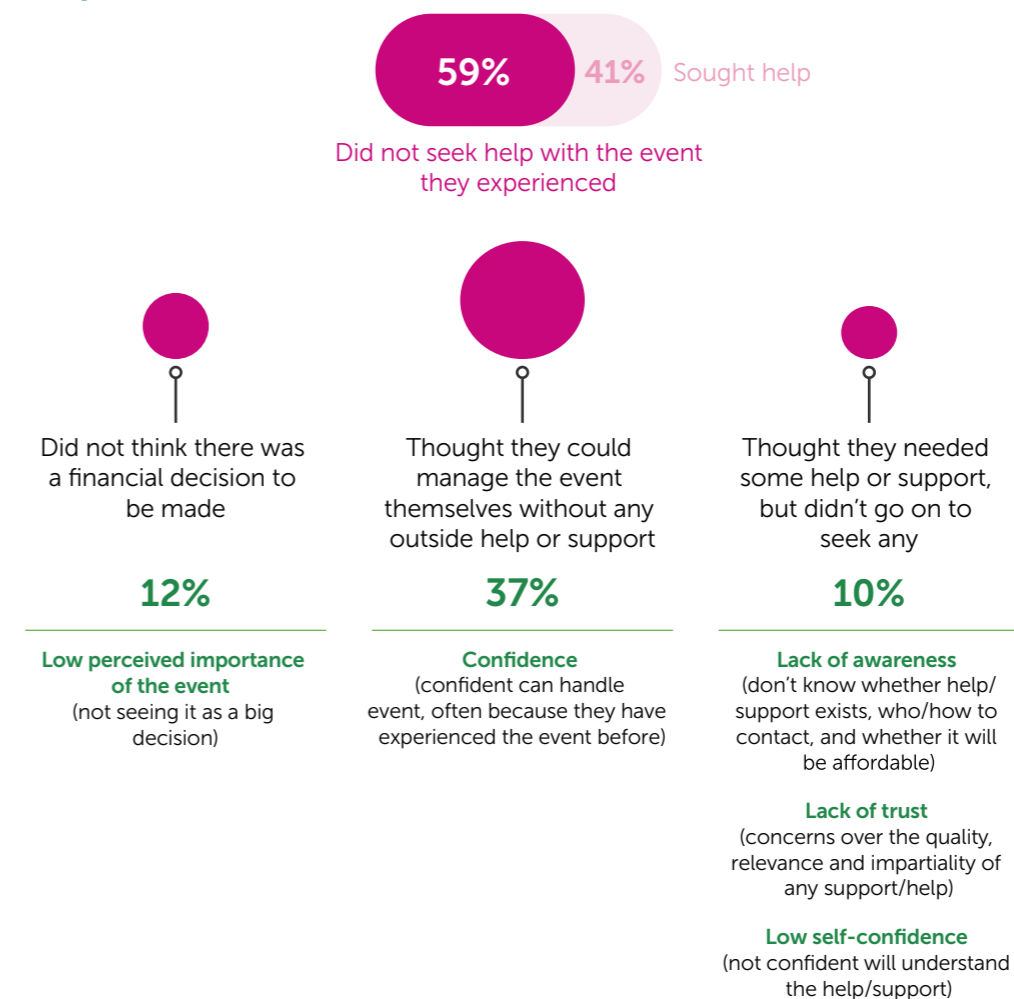 59%
41%
Sought help
Did not seek help with the event
they experienced
Did not think there was
a financial decision to
be made
12%
Low perceived importance
of the event
(not seeing it as a big
decision)
Thought they could
manage the event
themselves without any
outside help or support
37%
Confidence
(confident can handle
event, often because they have
experienced the event before)
Thought they needed
some help or support,
but didn’t go on to
seek any
10%
Lack of awareness
(don’t know whether help/
support exists, who/how to
contact, and whether it will
be affordable)
Lack of trust
(concerns over the quality,
relevance and impartiality of
any support/help)
Low self-confidence
(not confident will understand
the help/support)